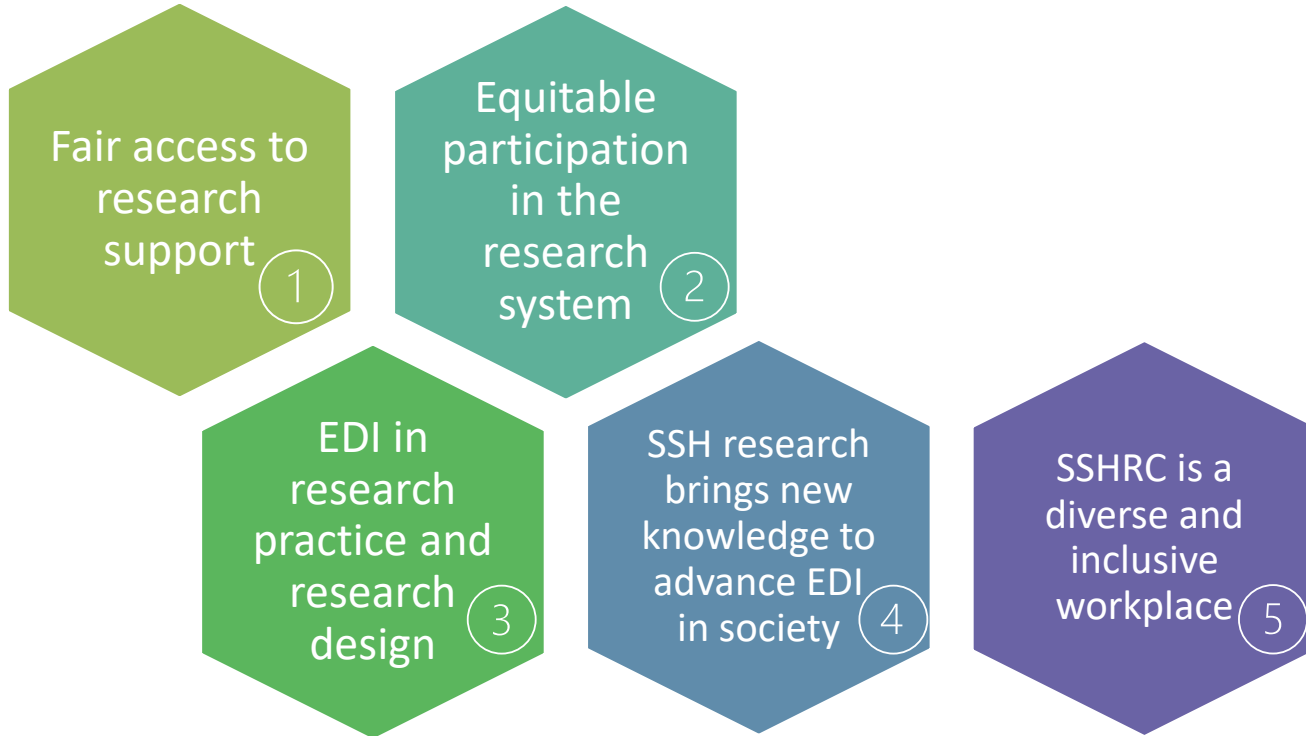 Fair access to
research
support
1
Equitable
participation
in the
research
system
2
EDI in
research
practice and
research
design
3
SSH research
brings new
knowledge to
advance EDI
in society
4
SSHRC is a
diverse and
inclusive
workplace
5